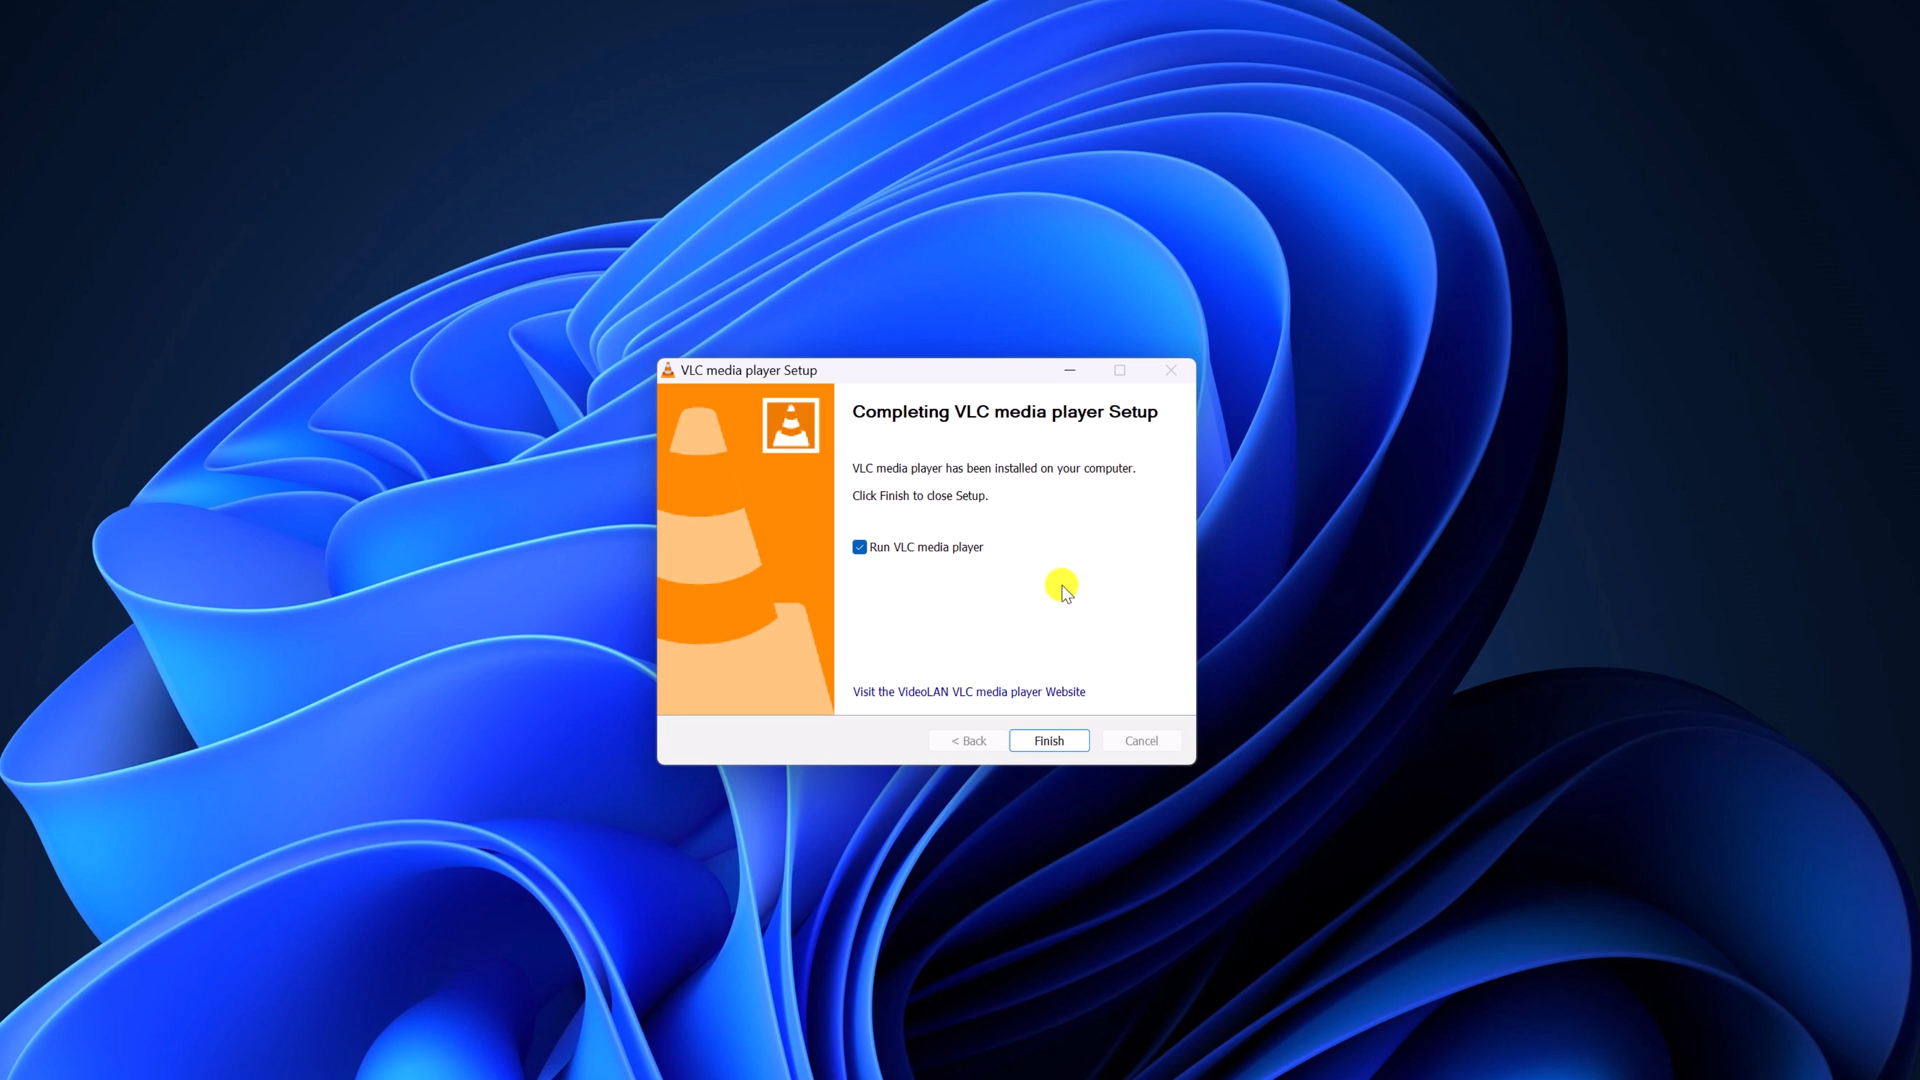 VLC media player Setup
Completing VLC media player Setup
VLC media player has been installed on your computer.
Click Finish to close Setup.
Run VLC media player
Visit the VideoLAN VLC media player Website
< Back
Finish
Cancel